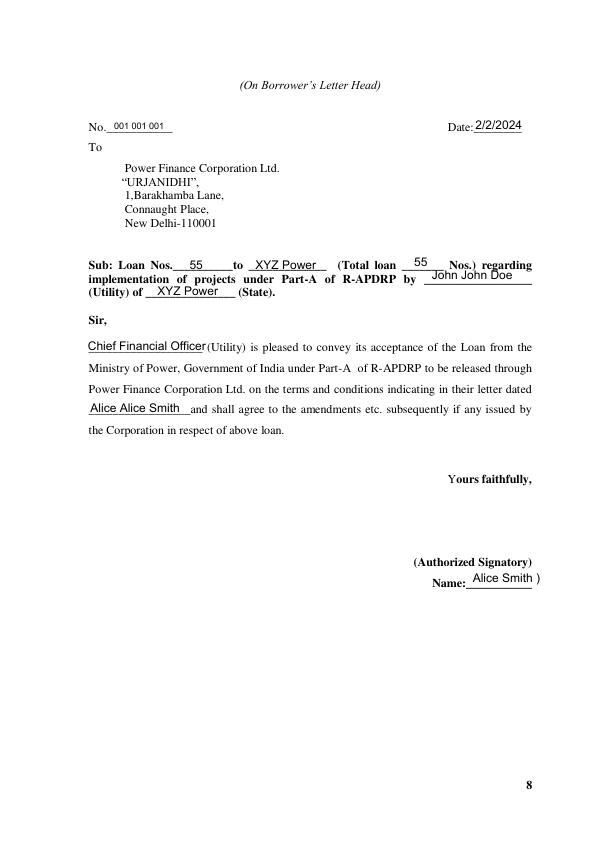 (On Borrower’s Letter Head)
No. 001 001 001 Date: 2/2/2024
To
Power Finance Corporation Ltd.
“URJANIDHI”,
1,Barakhamba Lane,
Connaught Place,
New Delhi-110001
Sub: Loan Nos. 55 to XYZ Power (Total loan 55 Nos.) regarding
implementation of projects under Part-A of R-APDRP by John John Doe
(Utility) of XYZ Power (State).
Sir,
Chief Financial Officer (Utility) is pleased to convey its acceptance of the Loan from the
Ministry of Power, Government of India under Part-A of R-APDRP to be released through
Power Finance Corporation Ltd. on the terms and conditions indicating in their letter dated
Alice Alice Smith and shall agree to the amendments etc. subsequently if any issued by
the Corporation in respect of above loan.
Yours faithfully,
(Authorized Signatory)
Name: Alice Smith )
8